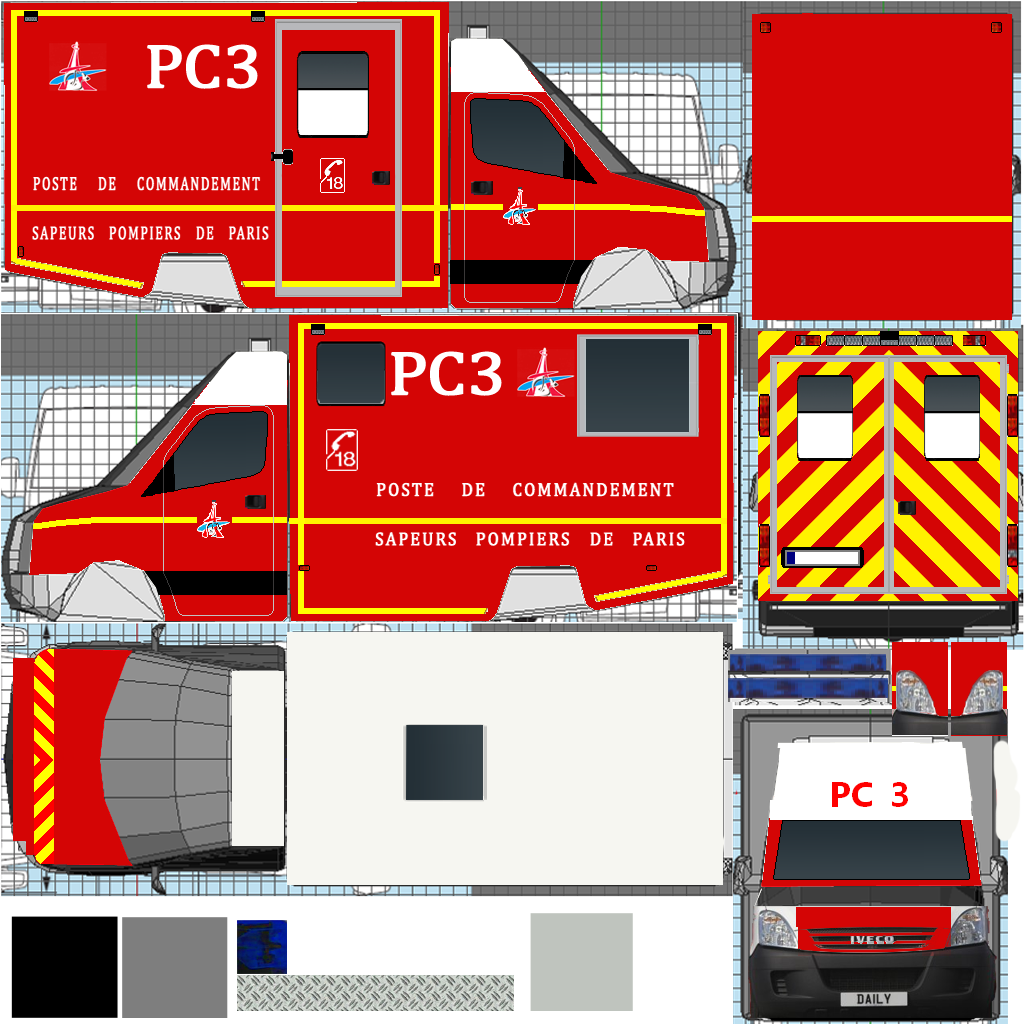 PC3
18
POSTE DE COMMANDEMENT
SAPEURS POMPIERS DE PARIS
PC3
18
POSTE DE COMMANDEMENT
SAPEURS POMPIERS DE PARIS
PC 3
IVECO
DAILY